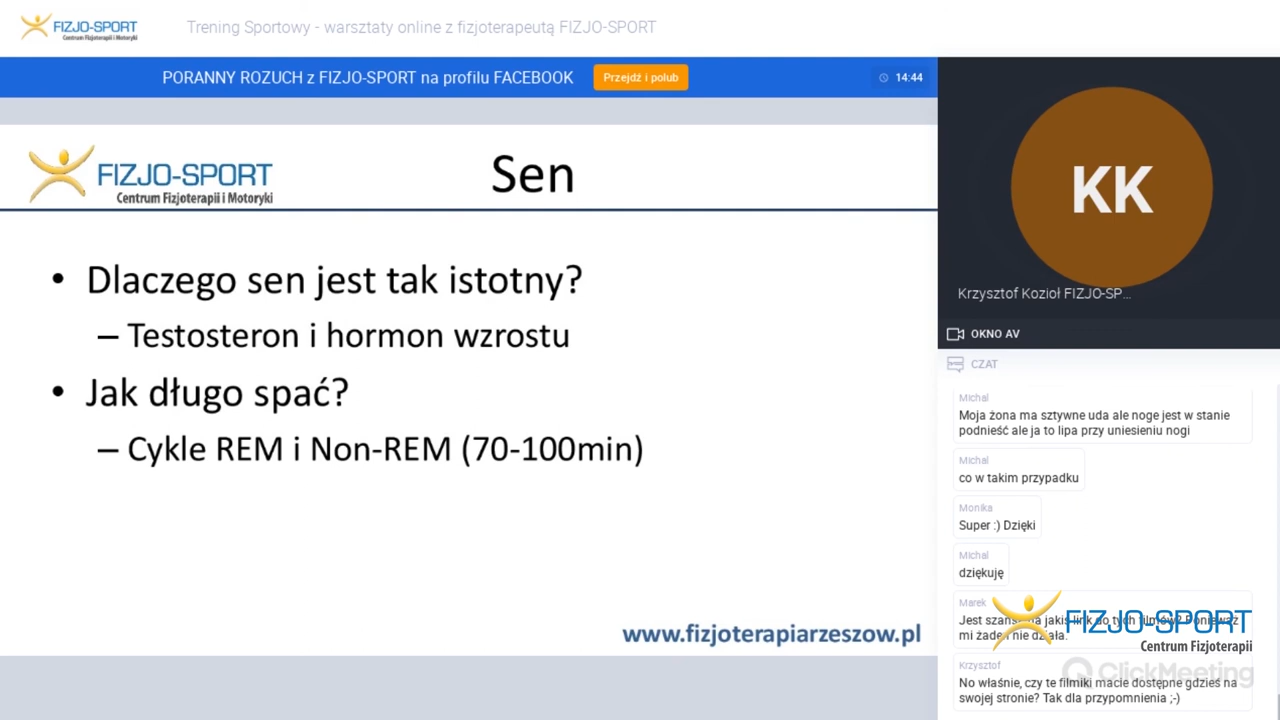 FIZJO-SPORT
Centrum Fizjoterapii i Motoryki
Trening Sportowy - warsztaty online z fizjoterapeutą FIZJO-SPORT
PORANNY ROZUCH z FIZJO-SPORT na profilu FACEBOOK
Przejdź i polub
14:44
FIZJO-SPORT
Centrum Fizjoterapii i Motoryki
Sen
• Dlaczego sen jest tak istotny?
– Testosteron i hormon wzrostu
• Jak długo spać?
– Cykle REM i Non-REM (70-100min)
www.fizjoterapiarzeszow.pl
KK
Krzysztof Kozioł FIZJO-SP...
OKNO AV
CZAT
Michal
Moja żona ma sztywne uda ale noge jest w stanie
podnieść ale ja to lipa przy uniesieniu nogi
Michal
co w takim przypadku
Monika
Super :) Dzięki
Michal
dziękuję
Marek
Jest na jakiś link do tych filmów? Ponieważ
mi żaden nie działa.
FIZJO-SPORT
Centrum Fizjoterapii
Krzysztof
No właśnie, czy te filmiki macie dostępne gdzieś na
swojej stronie? Tak dla przypomnienia ;-)
ClickMeeting